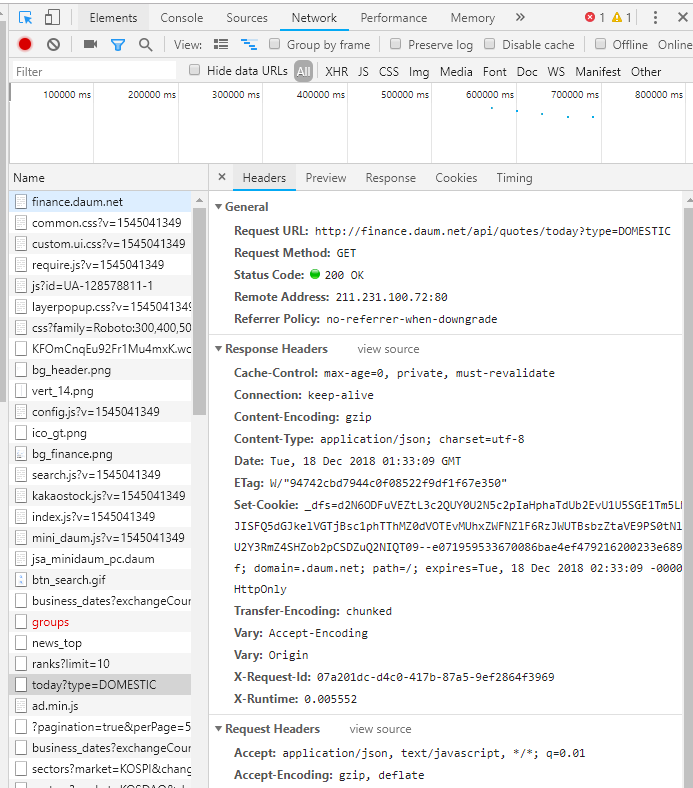 Elements Console Sources Network Performance Memory » 1 1
View: Group by frame Preserve log Disable cache Offline Online
Filter Hide data URLs All XHR JS CSS Img Media Font Doc WS Manifest Other
100000 ms 200000 ms 300000 ms 400000 ms 500000 ms 600000 ms 700000 ms 800000 ms
Name
finance.daum.net
common.css?v=1545041349
custom.ui.css?v=1545041349
require.js?v=1545041349
js?id=UA-128578811-1
layerpopup.css?v=1545041349
css?family=Roboto:300,400,50
KFOmCnqEu92Fr1Mu4mxK.wo
bg_header.png
vert_14.png
config.js?v=1545041349
ico_gt.png
bg_finance.png
search.js?v=1545041349
kakaostock.js?v=1545041349
index.js?v=1545041349
mini_daum.js?v=1545041349
jsa_minidaum_pc.daum
btn_search.gif
business_dates?exchangeCour
groups
news_top
ranks?limit=10
today?type=DOMESTIC
ad.min.js
?pagination=true&perPage=5
business_dates?exchangeCour
sectors?market=KOSPI&chang
× Headers Preview Response Cookies Timing
General
Request URL: http://finance.daum.net/api/quotes/today?type=DOMESTIC
Request Method: GET
Status Code: 200 OK
Remote Address: 211.231.100.72:80
Referrer Policy: no-referrer-when-downgrade
Response Headers view source
Cache-Control: max-age=0, private, must-revalidate
Connection: keep-alive
Content-Encoding: gzip
Content-Type: application/json; charset=utf-8
Date: Tue, 18 Dec 2018 01:33:09 GMT
ETag: W/"94742cbd7944c0f08522f9df1f67e350"
Set-Cookie: _dfs=d2N6ODFuVEZtL3c2QUY0U2N5c2pIaHphaTdUb2EvU1U5SGE1Tm5L
JISFQ5dGJkelVGTjBsc1phTThMZ0dVOTEvMUhxZWFNZ1F6RzJWUTBsbzZtaVE9PS0tNl
U2Y3RmZ4SHZob2pCSDZuQ2NIQT09--e071959533670086bae4ef479216200233e689
f; domain=.daum.net; path=/; expires=Tue, 18 Dec 2018 02:33:09 -0000
HttpOnly
Transfer-Encoding: chunked
Vary: Accept-Encoding
Vary: Origin
X-Request-Id: 07a201dc-d4c0-417b-87a5-9ef2864f3969
X-Runtime: 0.005552
Request Headers view source
Accept: application/json, text/javascript, */*; q=0.01
Accept-Encoding: gzip, deflate